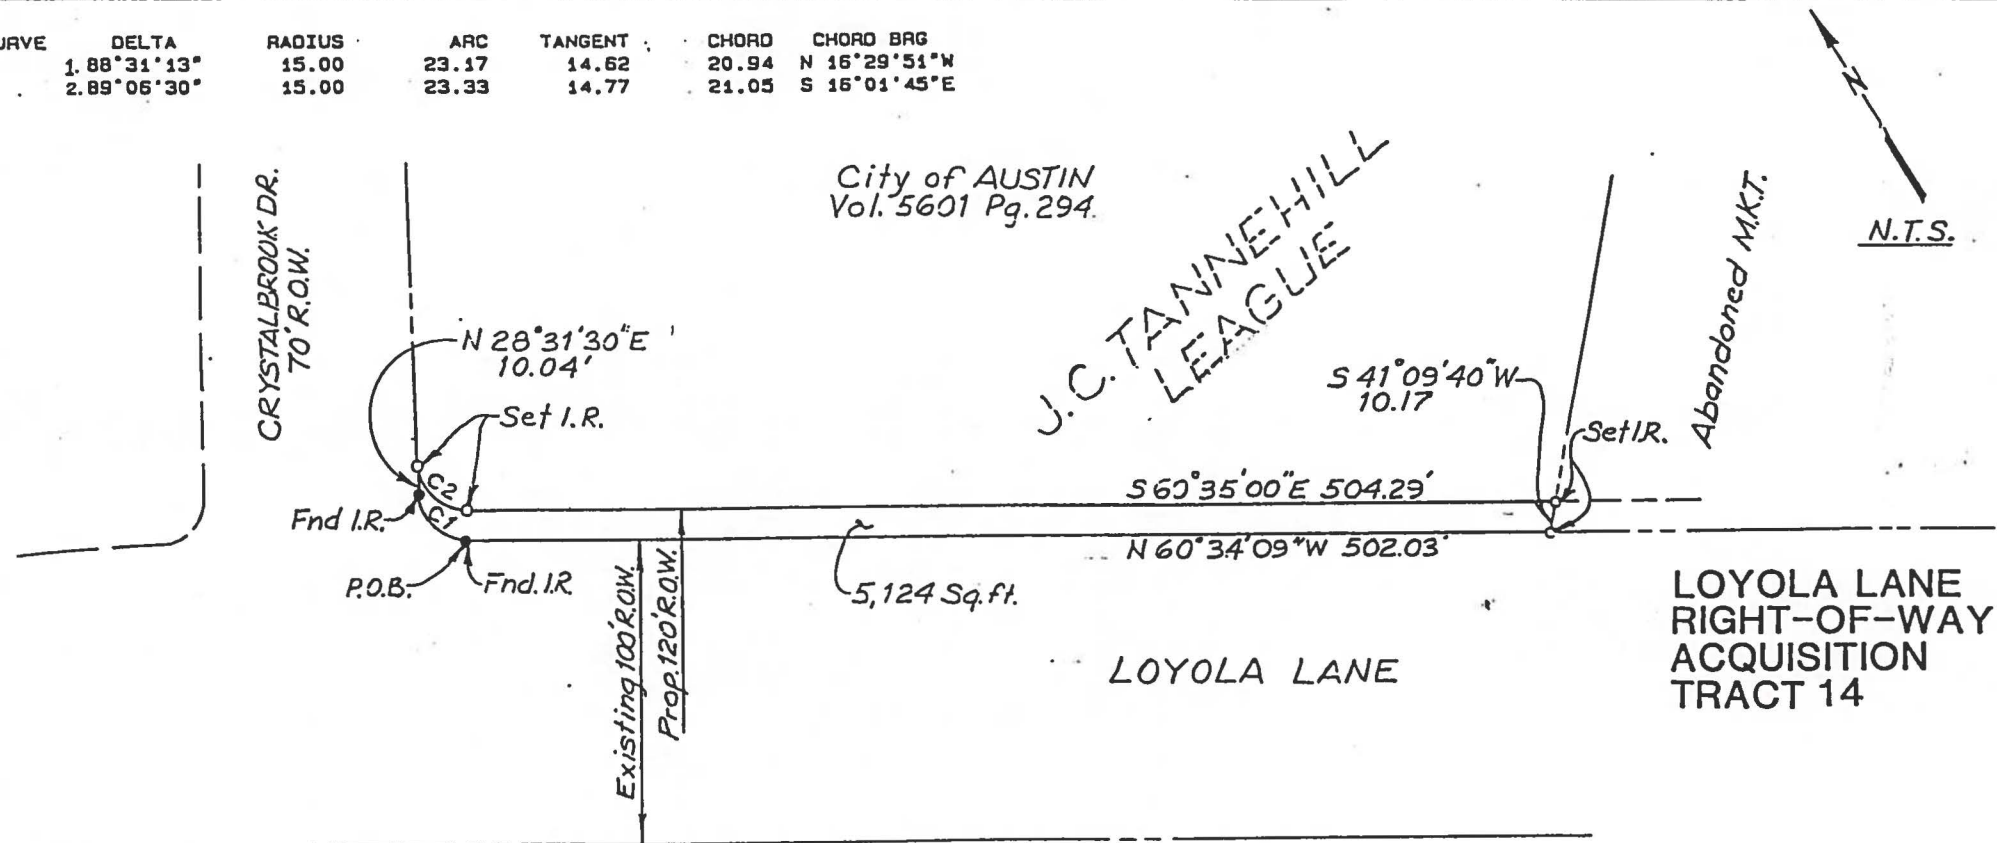 URVE DELTA RADIUS ARC TANGENT CHORD CHORD BRG
1. 88°31'13" 15.00 23.17 14.62 20.94 N 16°29'51"W
2. 89°06'30" 15.00 23.33 14.77 21.05 S 16°01'45"E
N
N.T.S.
City of AUSTIN
Vol. 5601 Pg. 294.
CRYSTALBROOK DR.
70' R.O.W.
J.C. TANNEHILL
LEAGUE
Abandoned M.K.T.
N 28°31'30"E
10.04'
S 41°09'40"W
10.17
Set I.R.
Set I.R.
C2
C1
Fnd I.R.
S 60°35'00"E 504.29'
N 60°34'09"W 502.03'
P.O.B.
Fnd. I.R.
5,124 Sq. ft.
Existing 100' R.O.W.
Prop. 120' R.O.W.
LOYOLA LANE
LOYOLA LANE
RIGHT-OF-WAY
ACQUISITION
TRACT 14